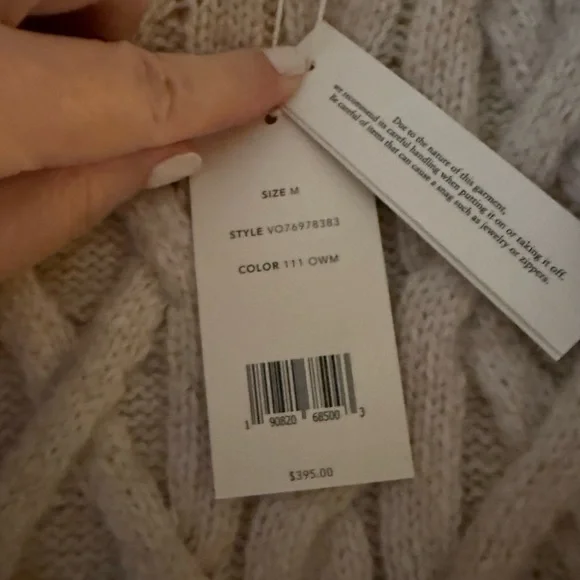 Due to the nature of this garment,
we recommend its careful handling when putting it on or taking it off.
Be careful of items that can cause a snag such as jewelry or zippers.
SIZE M
STYLE VO76978383
COLOR 111 OWM
1 90820 68500 3
$395.00